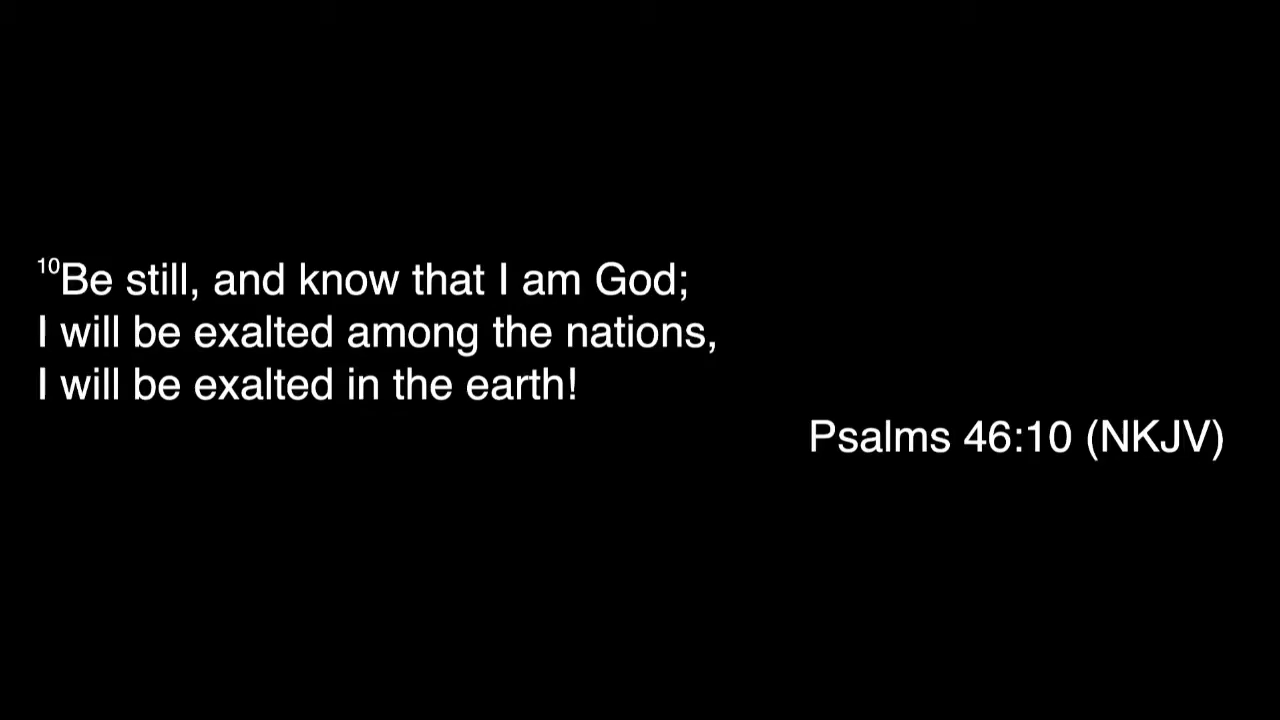 10Be still, and know that I am God;
I will be exalted among the nations,
I will be exalted in the earth!
Psalms 46:10 (NKJV)